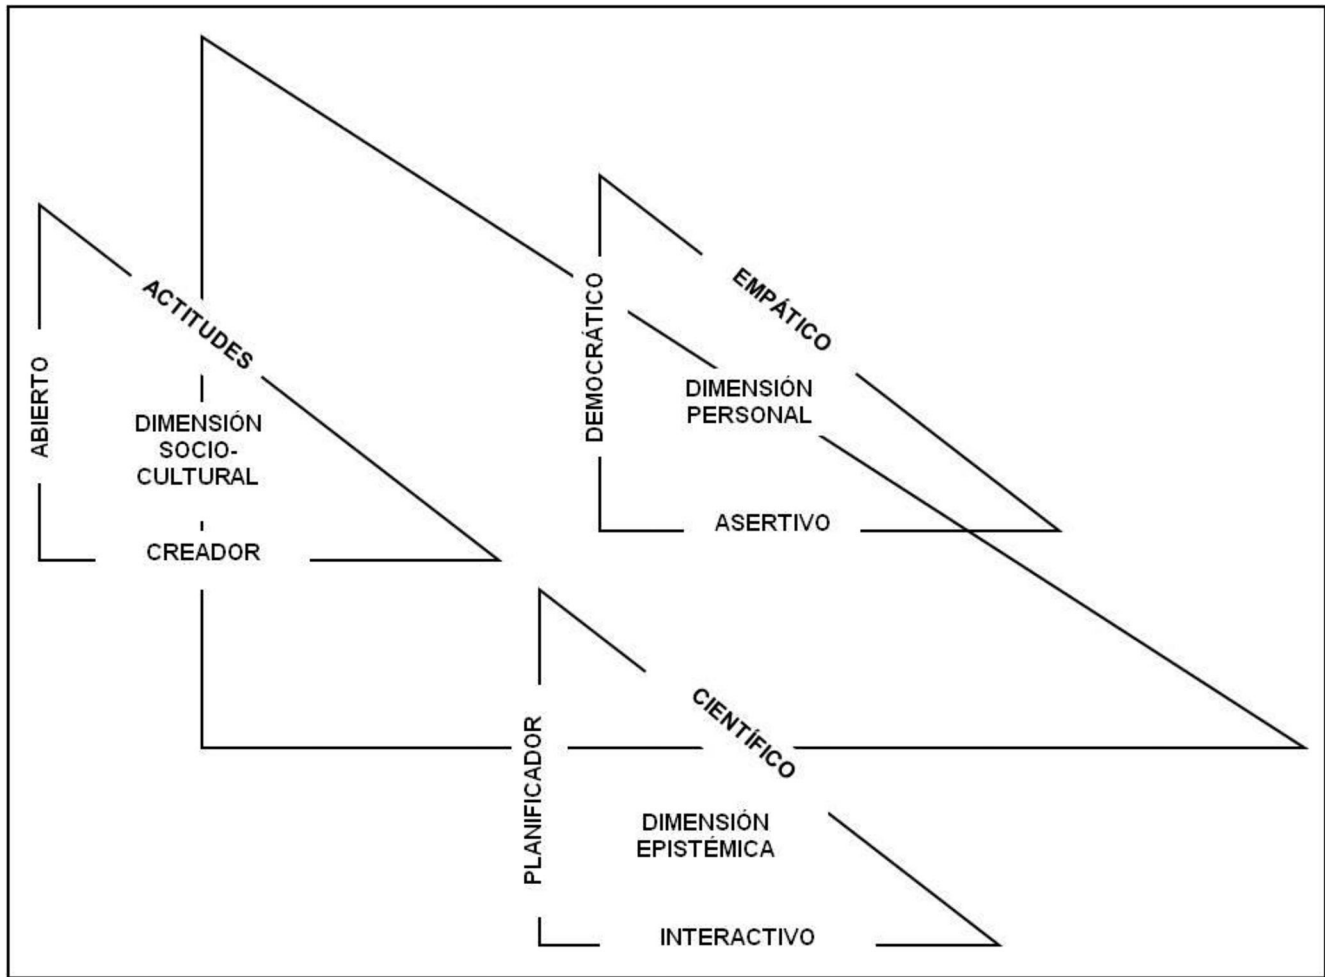 ACTITUDES
ABIERTO
DIMENSIÓN
SOCIO-
CULTURAL
CREADOR
EMPÁTICO
DEMOCRÁTICO
DIMENSIÓN
PERSONAL
ASERTIVO
CIENTÍFICO
PLANIFICADOR
DIMENSIÓN
EPISTÉMICA
INTERACTIVO